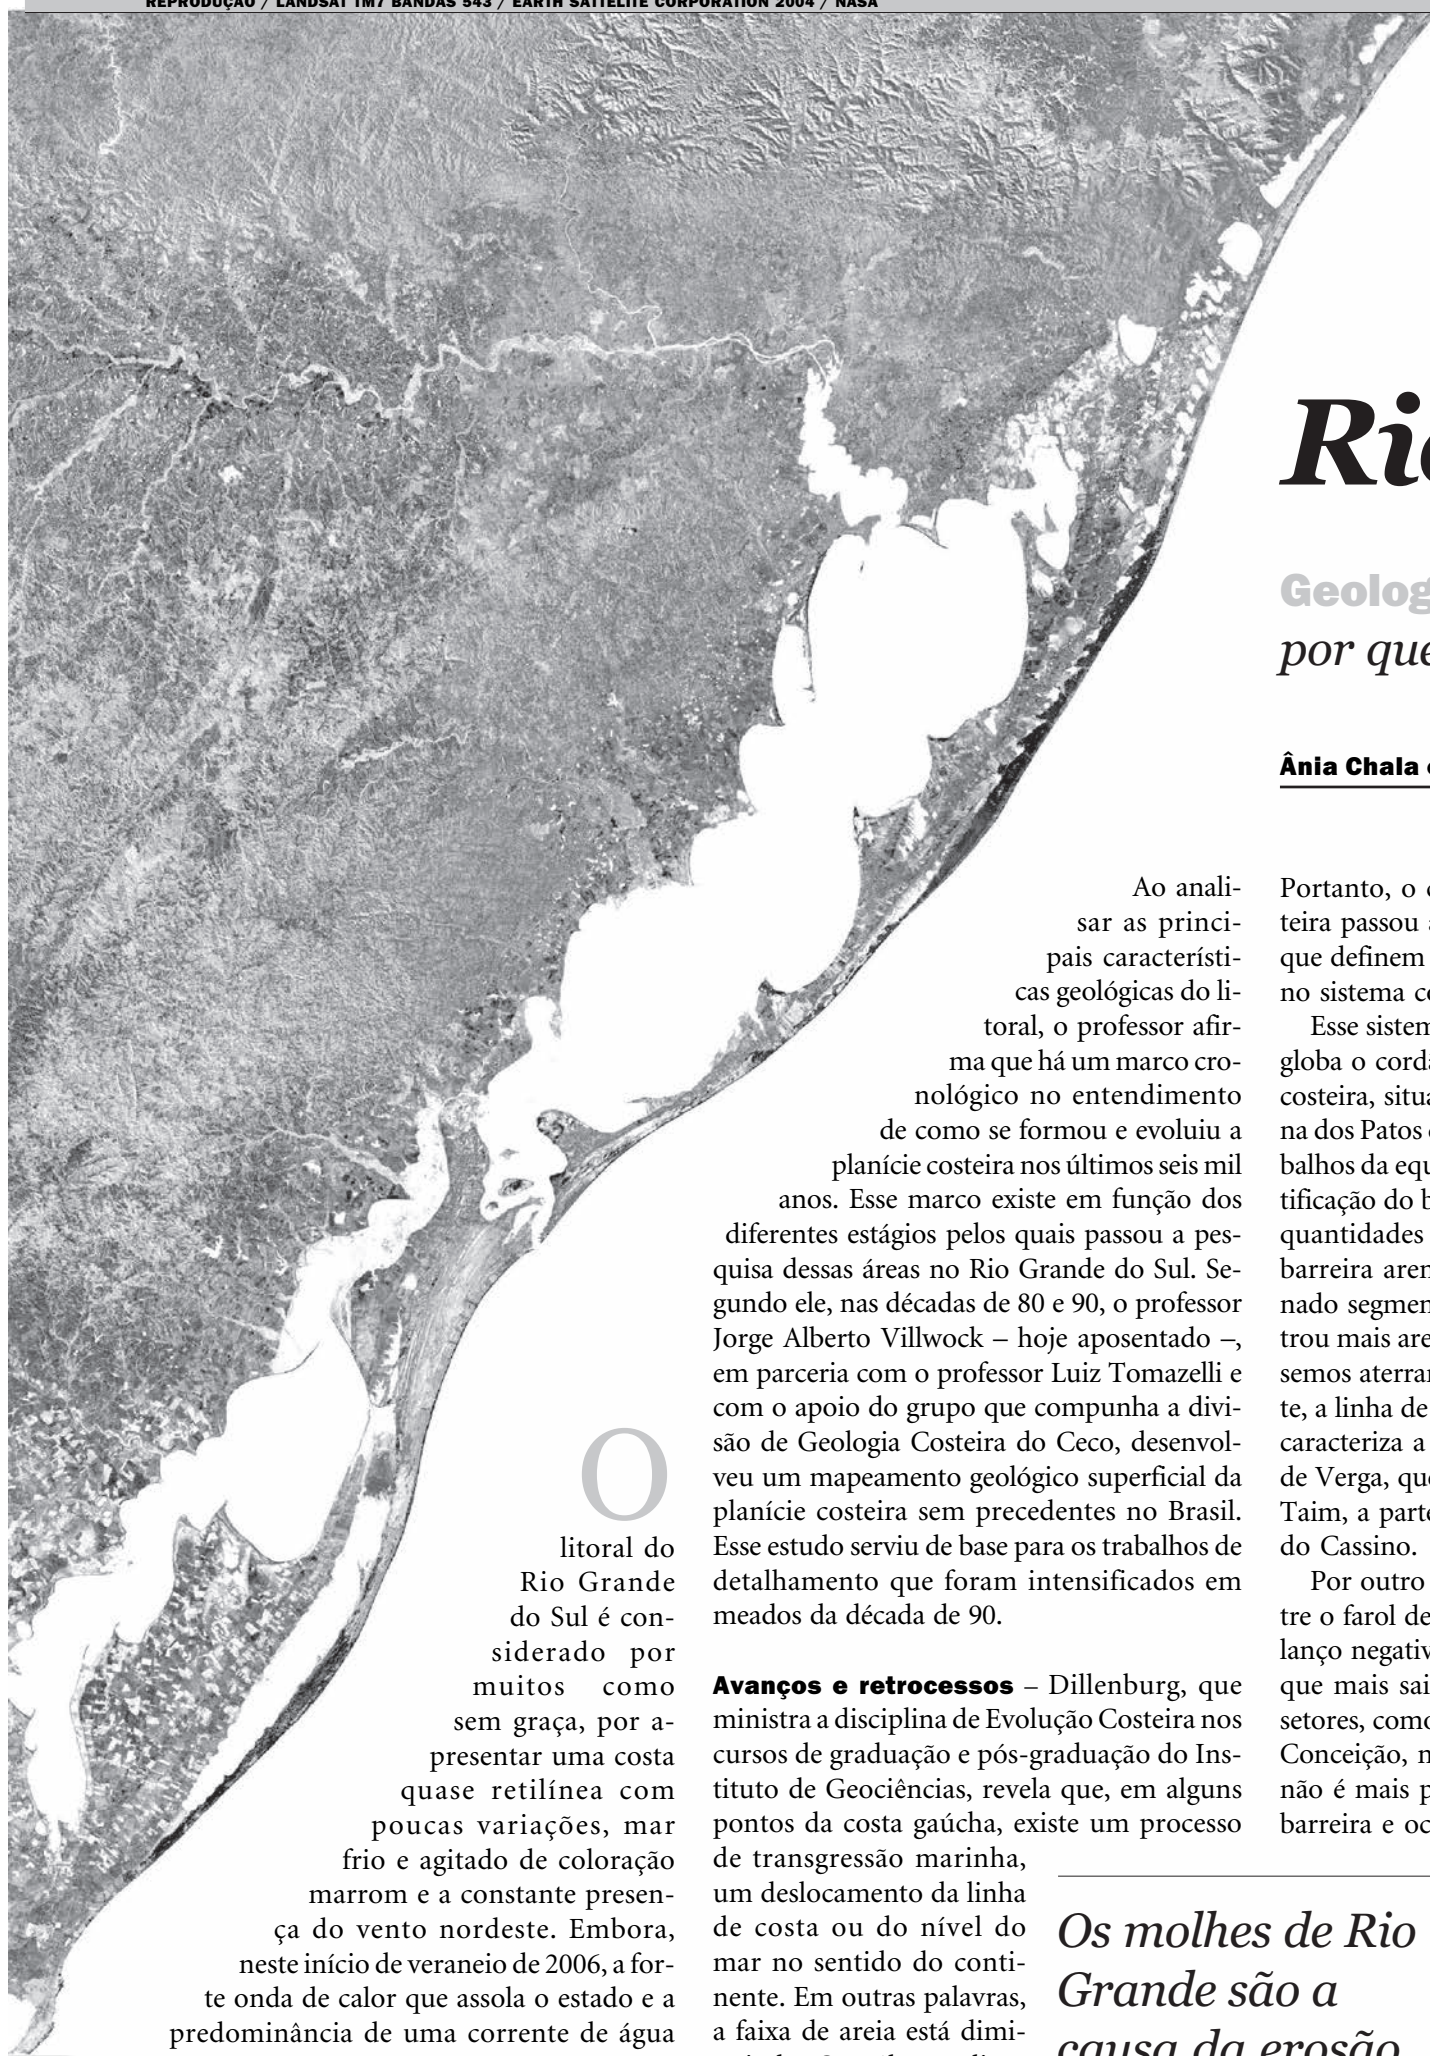 REPRODUÇÃO / LANDSAT TM7 BANDAS 543 / EARTH SATTELITE CORPORATION 2004 / NASA
Geolog
por que
Ânia Chala
O
litoral do
Rio Grande
do Sul é con-
siderado por
muitos como
sem graça, por a-
presentar uma costa
quase retilínea com
poucas variações, mar
frio e agitado de coloração
marrom e a constante presen-
ça do vento nordeste. Embora,
neste início de veraneio de 2006, a for-
te onda de calor que assola o estado e a
predominância de uma corrente de água
Ao anali-
sar as princi-
pais característi-
cas geológicas do li-
toral, o professor afir-
ma que há um marco cro-
nológico no entendimento
de como se formou e evoluiu a
planície costeira nos últimos seis mil
anos. Esse marco existe em função dos
diferentes estágios pelos quais passou a pes-
quisa dessas áreas no Rio Grande do Sul. Se-
gundo ele, nas décadas de 80 e 90, o professor
Jorge Alberto Villwock – hoje aposentado –,
em parceria com o professor Luiz Tomazelli e
com o apoio do grupo que compunha a divi-
são de Geologia Costeira do Ceco, desenvol-
veu um mapeamento geológico superficial da
planície costeira sem precedentes no Brasil.
Esse estudo serviu de base para os trabalhos de
detalhamento que foram intensificados em
meados da década de 90.
Avanços e retrocessos – Dillenburg, que
ministra a disciplina de Evolução Costeira nos
cursos de graduação e pós-graduação do Ins-
tituto de Geociências, revela que, em alguns
pontos da costa gaúcha, existe um processo
de transgressão marinha,
um deslocamento da linha
de costa ou do nível do
mar no sentido do conti-
nente. Em outras palavras,
a faixa de areia está dimi-
Portanto, o
teira passou
que definem
no sistema co
Esse sistem
globa o cord
costeira, situa
na dos Patos
balhos da equ
tificação do b
quantidades
barreira aren
nado segmen
trou mais are
semos aterra
te, a linha de
caracteriza a
de Verga, que
Taim, a parte
do Cassino.
Por outro
tre o farol de
lanço negativ
que mais sai
setores, como
Conceição, n
não é mais p
barreira e oc
Os molhes de Rio
Grande são a
causa da erosão